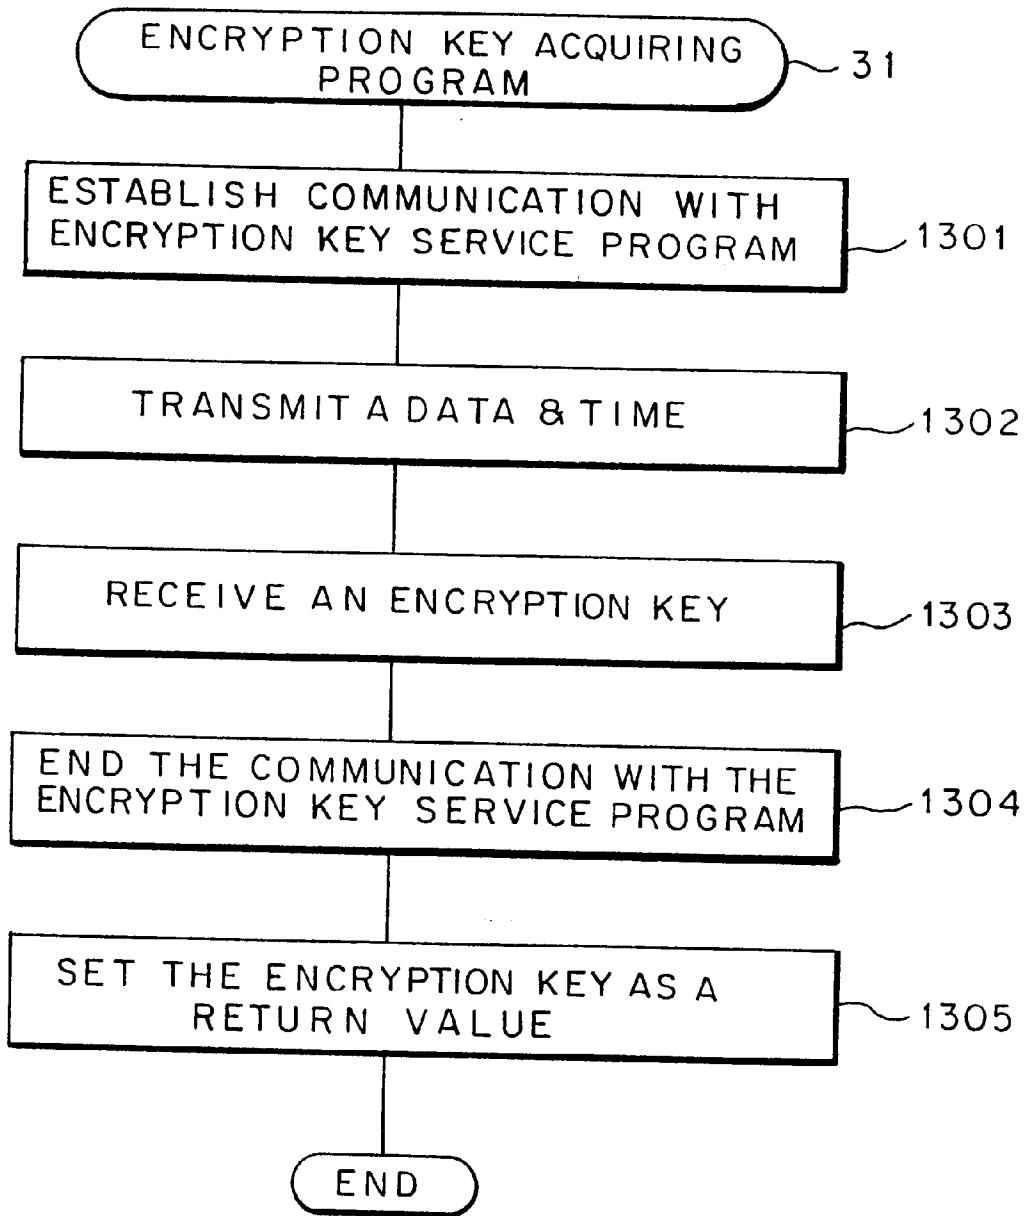 ENCRYPTION KEY ACQUIRING
PROGRAM
31
ESTABLISH COMMUNICATION WITH
ENCRYPTION KEY SERVICE PROGRAM
1301
TRANSMIT A DATA & TIME
1302
RECEIVE AN ENCRYPTION KEY
1303
END THE COMMUNICATION WITH THE
ENCRYPTION KEY SERVICE PROGRAM
1304
SET THE ENCRYPTION KEY AS A
RETURN VALUE
1305
END